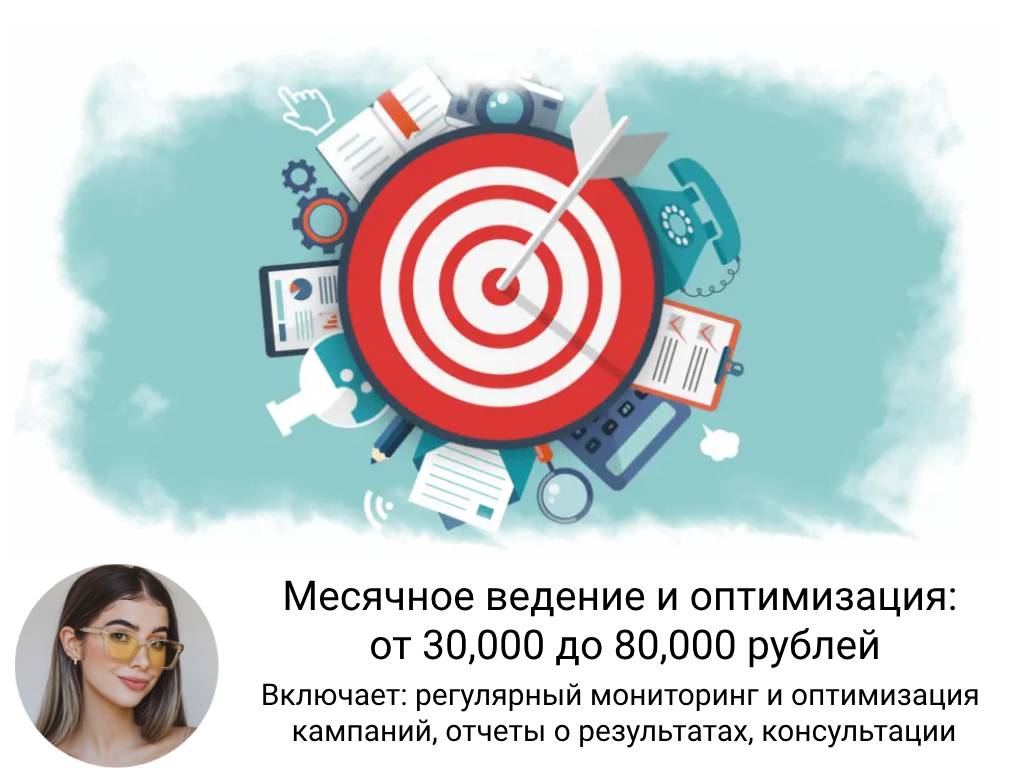 Месячное ведение и оптимизация:
от 30,000 до 80,000 рублей
Включает: регулярный мониторинг и оптимизация
кампаний, отчеты о результатах, консультации